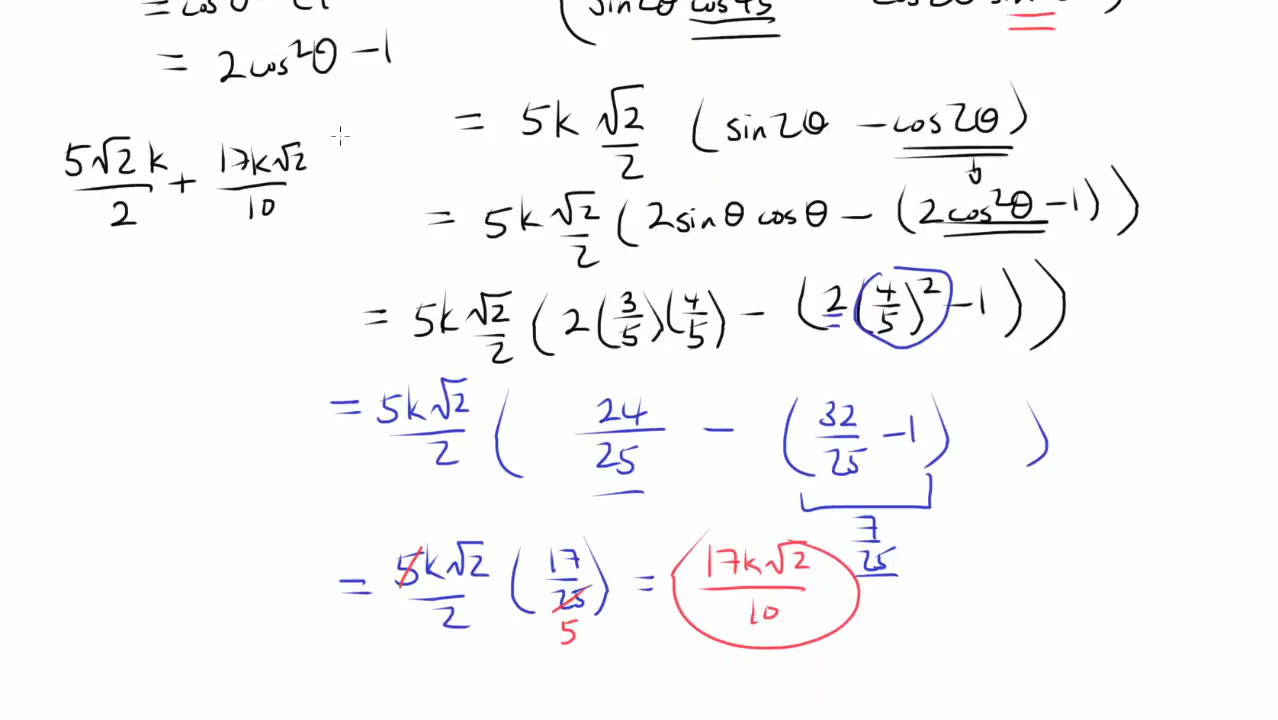 = 2cos²θ − 1
5√2 k/2 + 17k√2/10
= 5k √2/2 (sin2θ − cos2θ)
= 5k √2/2 (2sinθ cosθ − (2cos²θ − 1))
= 5k √2/2 (2(3/5)(4/5) − (2(4/5)² − 1))
= 5k√2/2 ( 24/25 − (32/25 − 1) )
7/25
= 5k√2/2 (17/25) = 17k√2/10
5